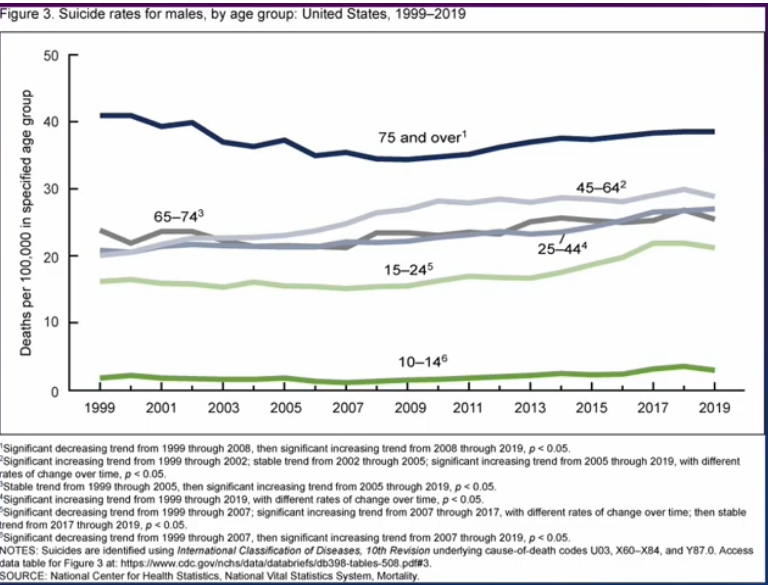 Figure 3. Suicide rates for males, by age group: United States, 1999–2019
Deaths per 100,000 in specified age group
50
40
30
20
10
0
75 and over¹
45–64²
65–74³
25–44⁴
15–24⁵
10–14⁶
1999 2001 2003 2005 2007 2009 2011 2013 2015 2017 2019
¹Significant decreasing trend from 1999 through 2008, then significant increasing trend from 2008 through 2019, p < 0.05.
²Significant increasing trend from 1999 through 2002; stable trend from 2002 through 2005; significant increasing trend from 2005 through 2019, with different
rates of change over time, p < 0.05.
³Stable trend from 1999 through 2005, then significant increasing trend from 2005 through 2019, p < 0.05.
⁴Significant increasing trend from 1999 through 2019, with different rates of change over time, p < 0.05.
⁵Significant decreasing trend from 1999 through 2007; significant increasing trend from 2007 through 2017, with different rates of change over time; then stable
trend from 2017 through 2019, p < 0.05.
⁶Significant decreasing trend from 1999 through 2007, then significant increasing trend from 2007 through 2019, p < 0.05.
NOTES: Suicides are identified using International Classification of Diseases, 10th Revision underlying cause-of-death codes U03, X60–X84, and Y87.0. Access
data table for Figure 3 at: https://www.cdc.gov/nchs/data/databriefs/db398-tables-508.pdf#3.
SOURCE: National Center for Health Statistics, National Vital Statistics System, Mortality.